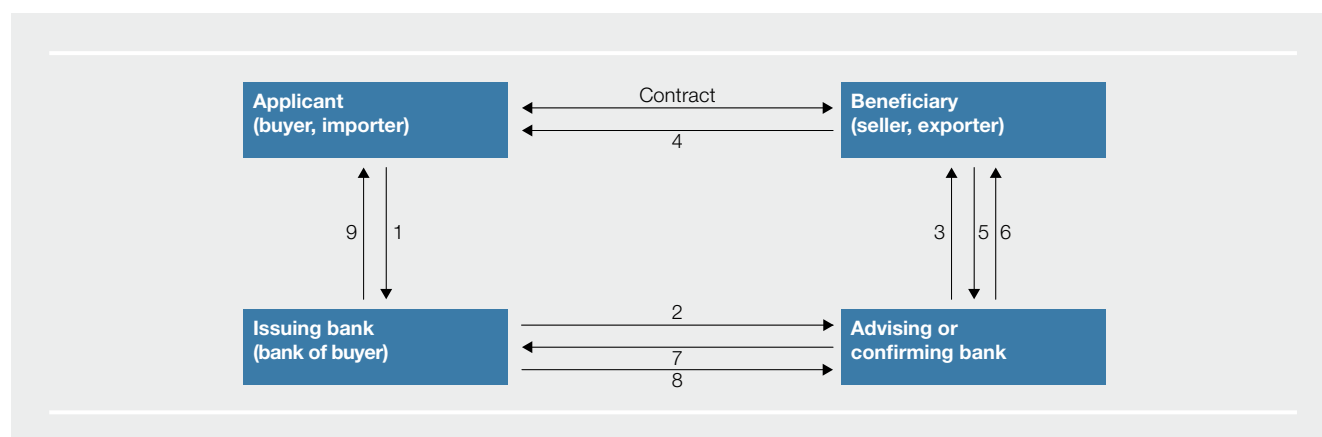 Applicant
(buyer, importer)
Contract
4
Beneficiary
(seller, exporter)
9
1
3
5
6
Issuing bank
(bank of buyer)
2
7
8
Advising or
confirming bank